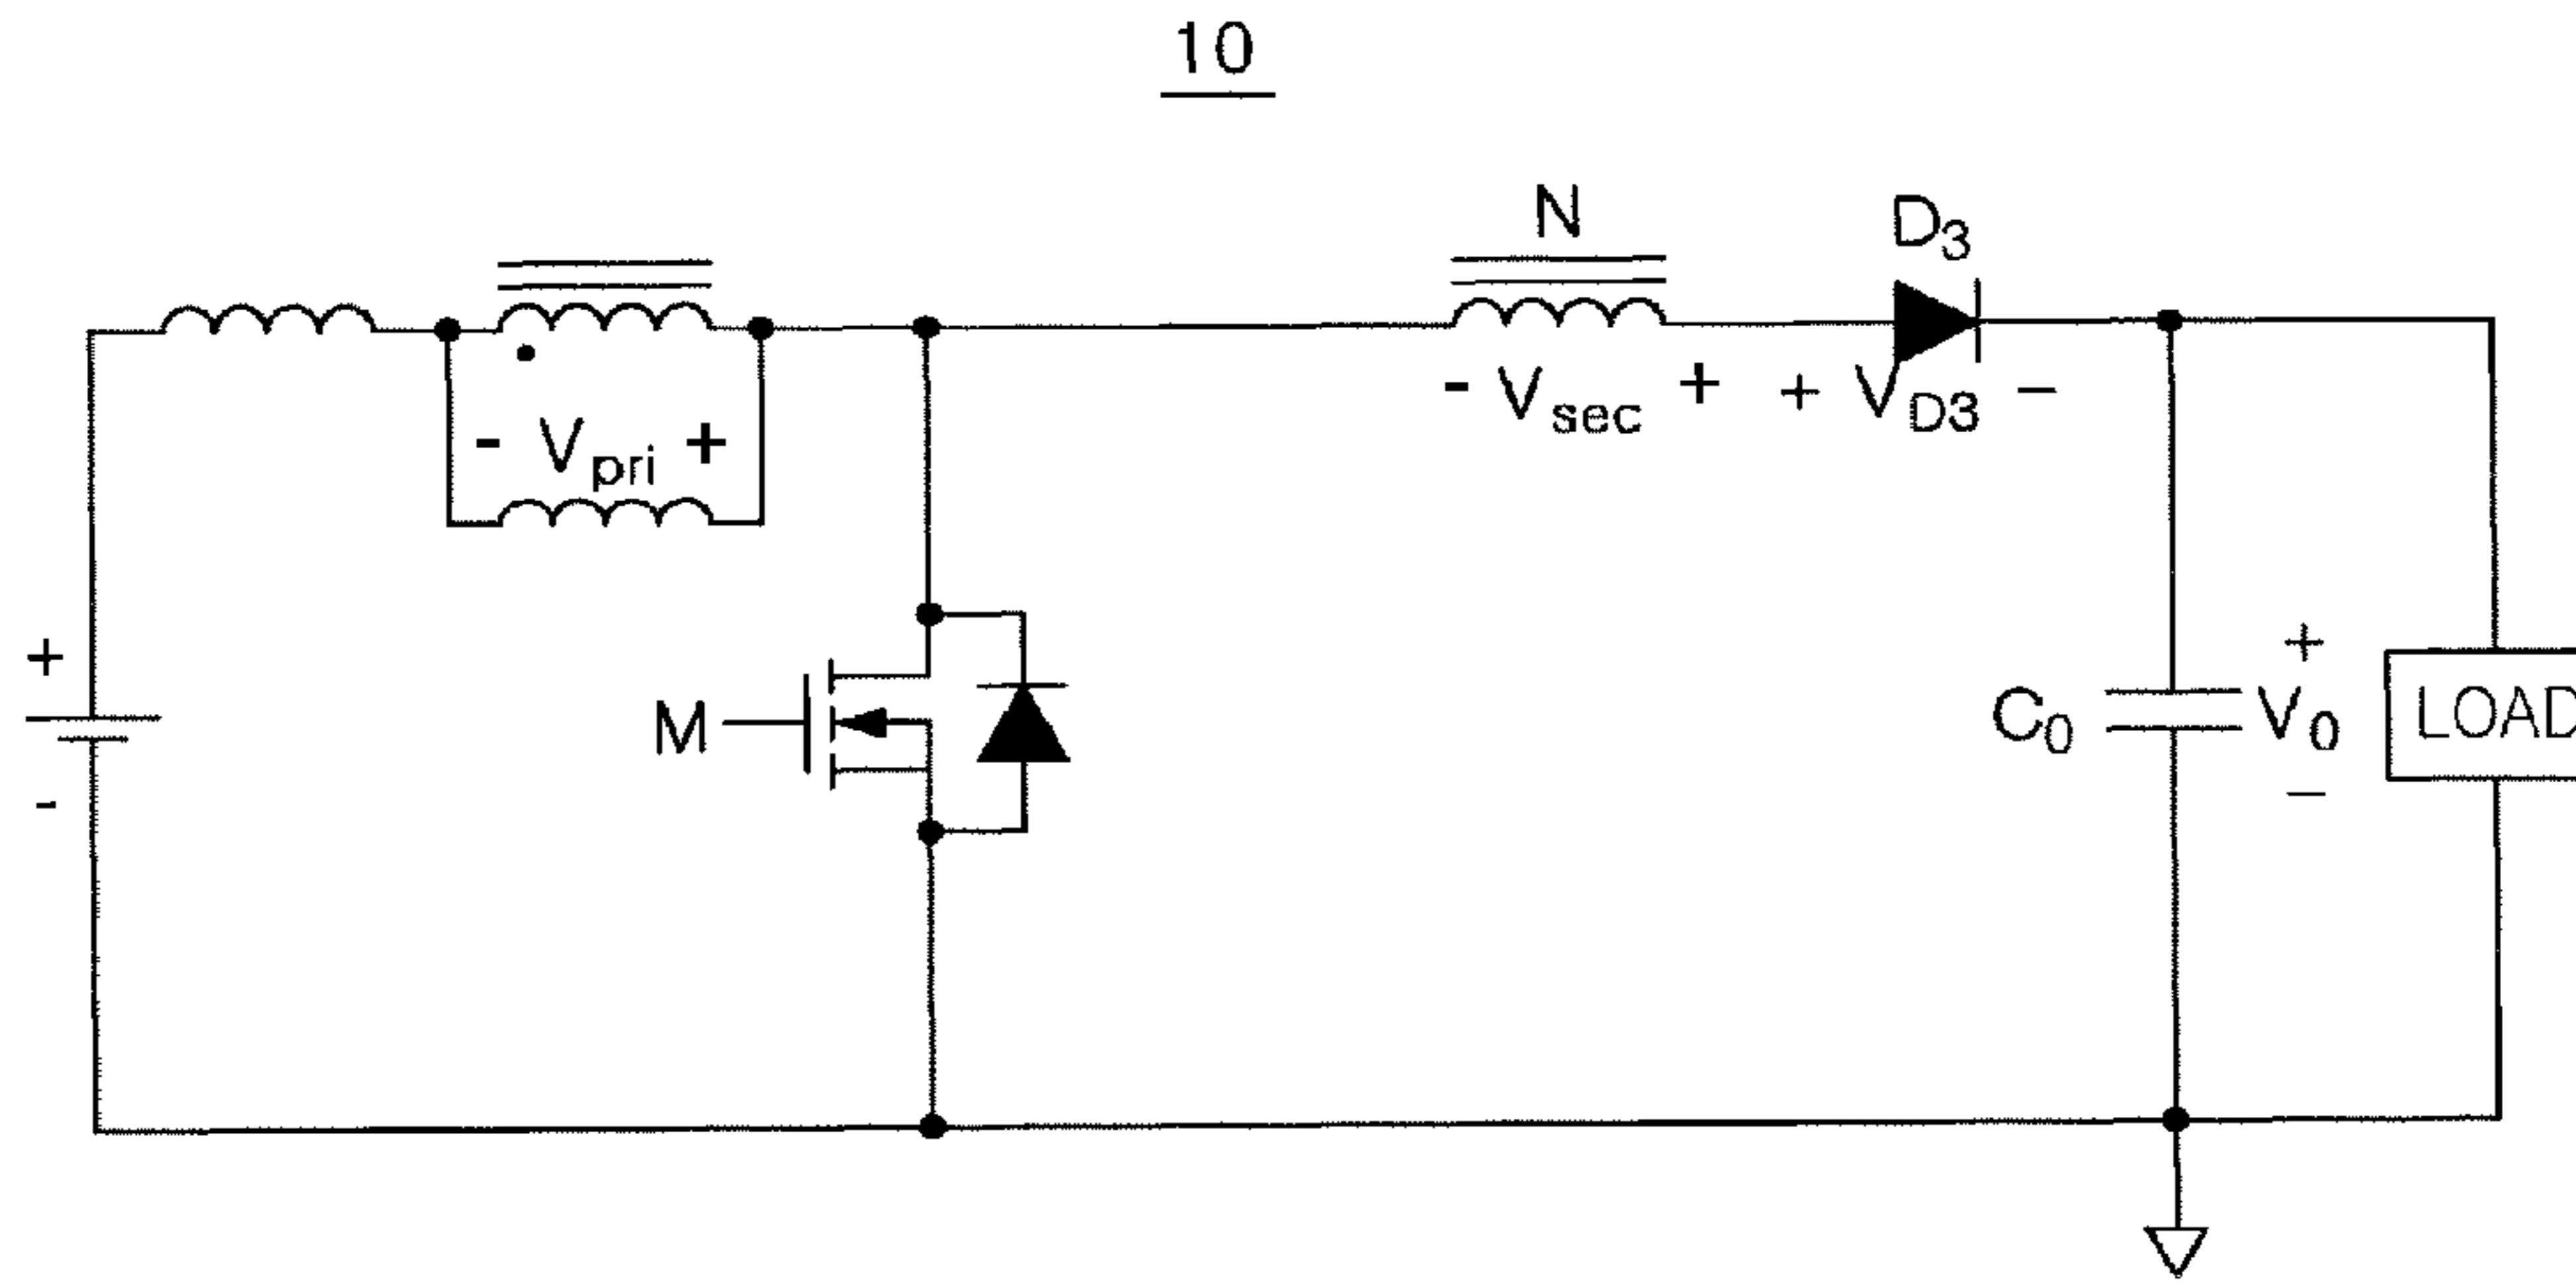 10
N
D3
- Vsec +
+ VD3 -
- Vpri +
+
-
M
C0
+
V0
-
LOAD